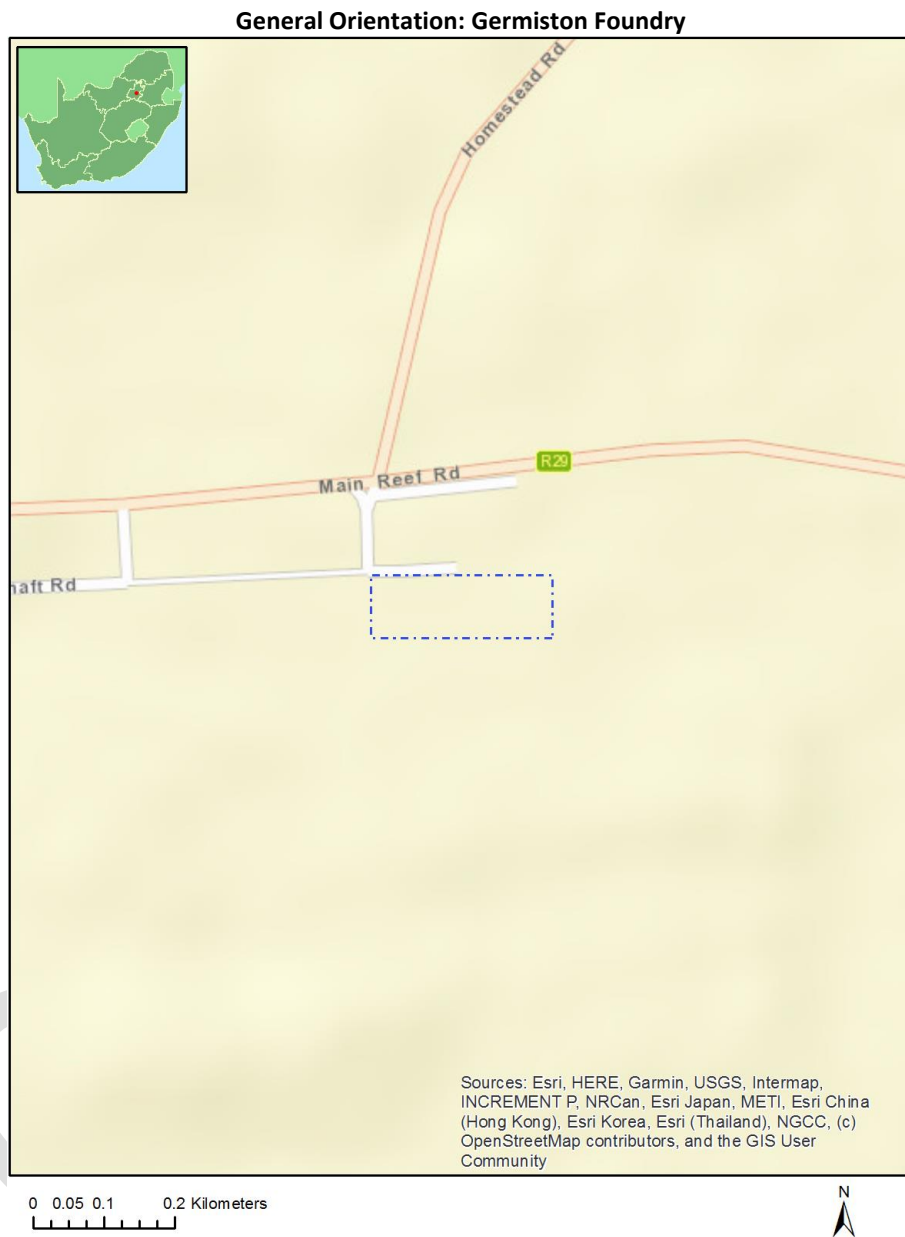 General Orientation: Germiston Foundry
Homestead Rd
R29
Main Reef Rd
haft Rd
Sources: Esri, HERE, Garmin, USGS, Intermap,
INCREMENT P, NRCan, Esri Japan, METI, Esri China
(Hong Kong), Esri Korea, Esri (Thailand), NGCC, (c)
OpenStreetMap contributors, and the GIS User
Community
0 0.05 0.1 0.2 Kilometers
N